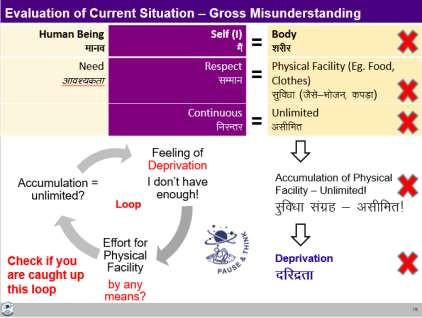 Evaluation of Current Situation – Gross Misunderstanding
Human Being
मानव
Self (I)
मैं
=
Body
शरीर
Need
आवश्यकता
Respect
सम्मान
=
Physical Facility (Eg. Food,
Clothes)
सुविधा (जैसे–भोजन, कपड़ा)
Continuous
निरन्तर
=
Unlimited
असीमित
Feeling of
Deprivation
I don't have
enough!
Accumulation =
unlimited?
Loop
Effort for
Physical
Facility
by any
means?
PAUSE & THINK
Check if you
are caught up
this loop
Accumulation of Physical
Facility – Unlimited!
सुविधा संग्रह – असीमित!
Deprivation
दरिद्रता